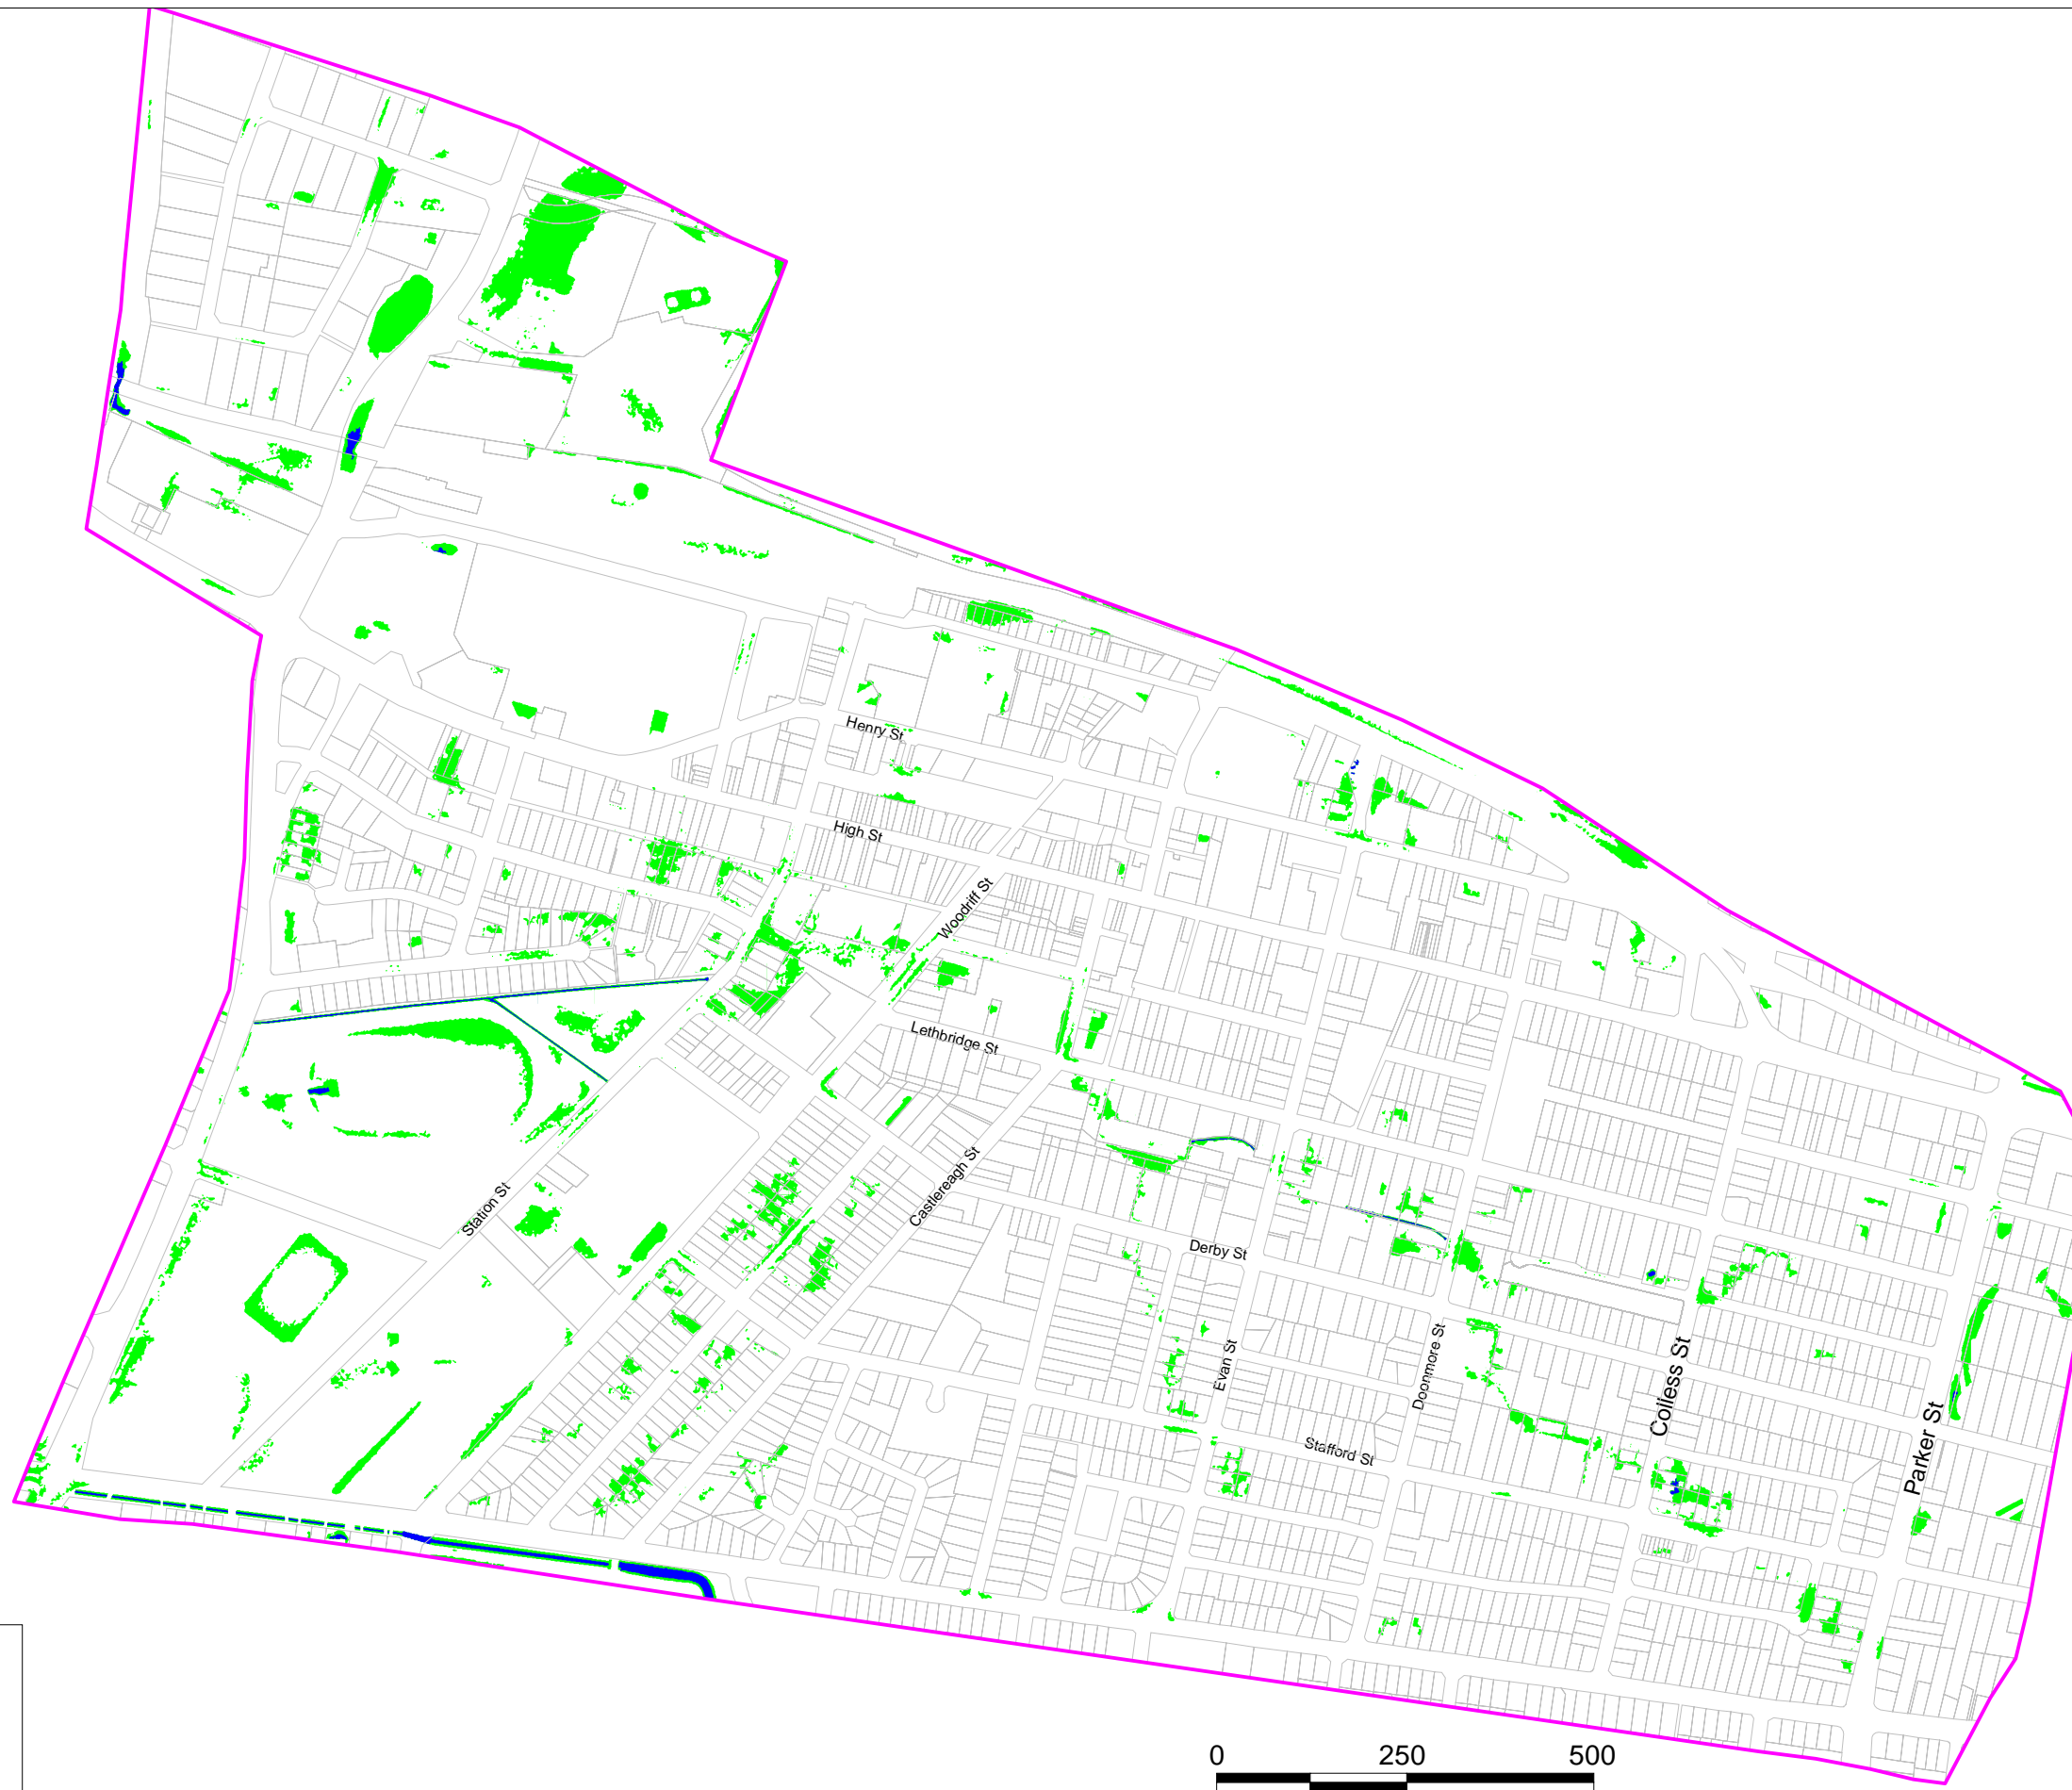 Henry St
High St
Woodriff St
Lethbridge St
Castlereagh St
Station St
Derby St
Evan St
Doonmore St
Colless St
Stafford St
Parker St
0 250 500